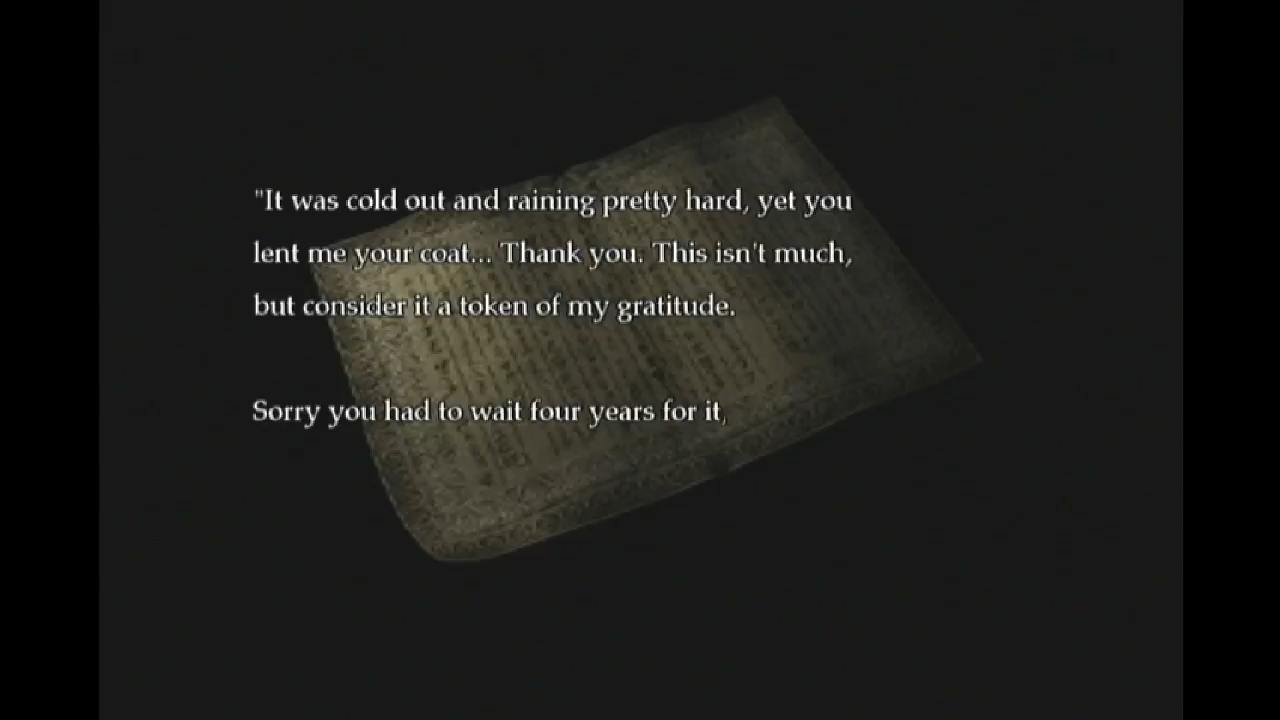 "It was cold out and raining pretty hard, yet you
lent me your coat... Thank you. This isn't much,
but consider it a token of my gratitude.
Sorry you had to wait four years for it,